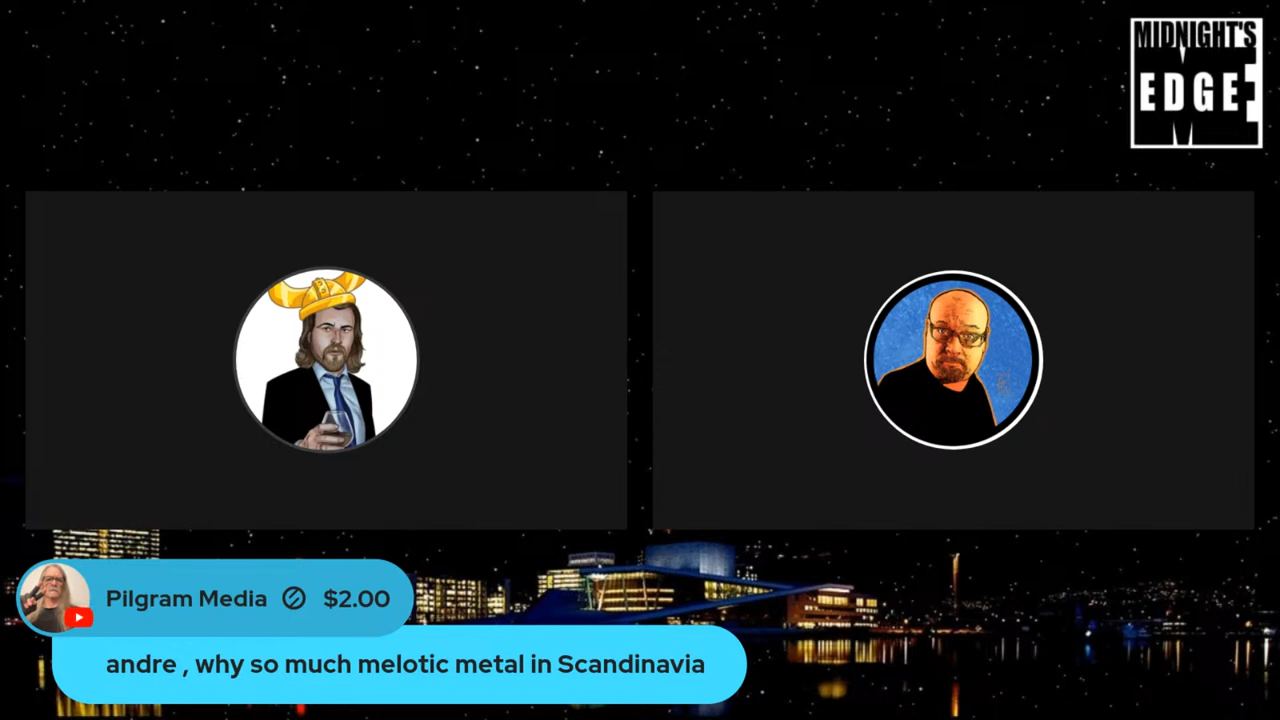 MIDNIGHT'S
EDGE
Pilgram Media $2.00
andre , why so much melotic metal in Scandinavia